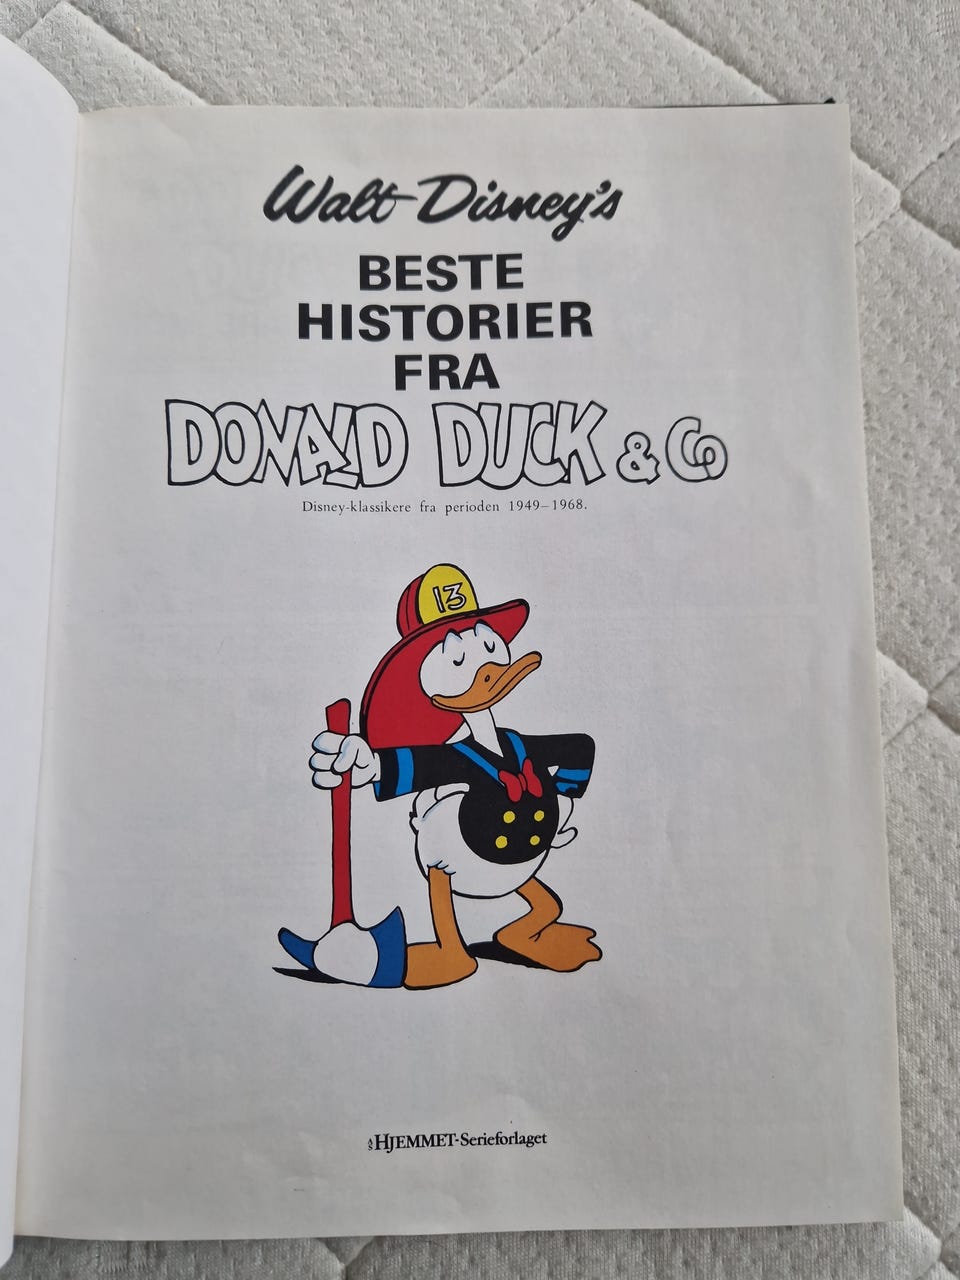 Walt Disney's
BESTE
HISTORIER
FRA
DONALD DUCK & Co
Disney-klassikere fra perioden 1949–1968.
13
A/S HJEMMET-Serieforlaget